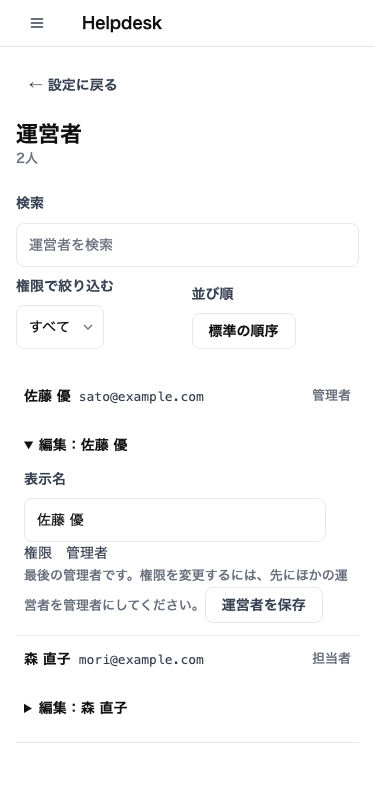 Helpdesk
← 設定に戻る
運営者
2人
検索
運営者を検索
権限で絞り込む
並び順
すべて
標準の順序
佐藤 優 sato@example.com 管理者
▼ 編集：佐藤 優
表示名
佐藤 優
権限 管理者
最後の管理者です。権限を変更するには、先にほかの運
営者を管理者にしてください。 運営者を保存
森 直子 mori@example.com 担当者
▶ 編集：森 直子